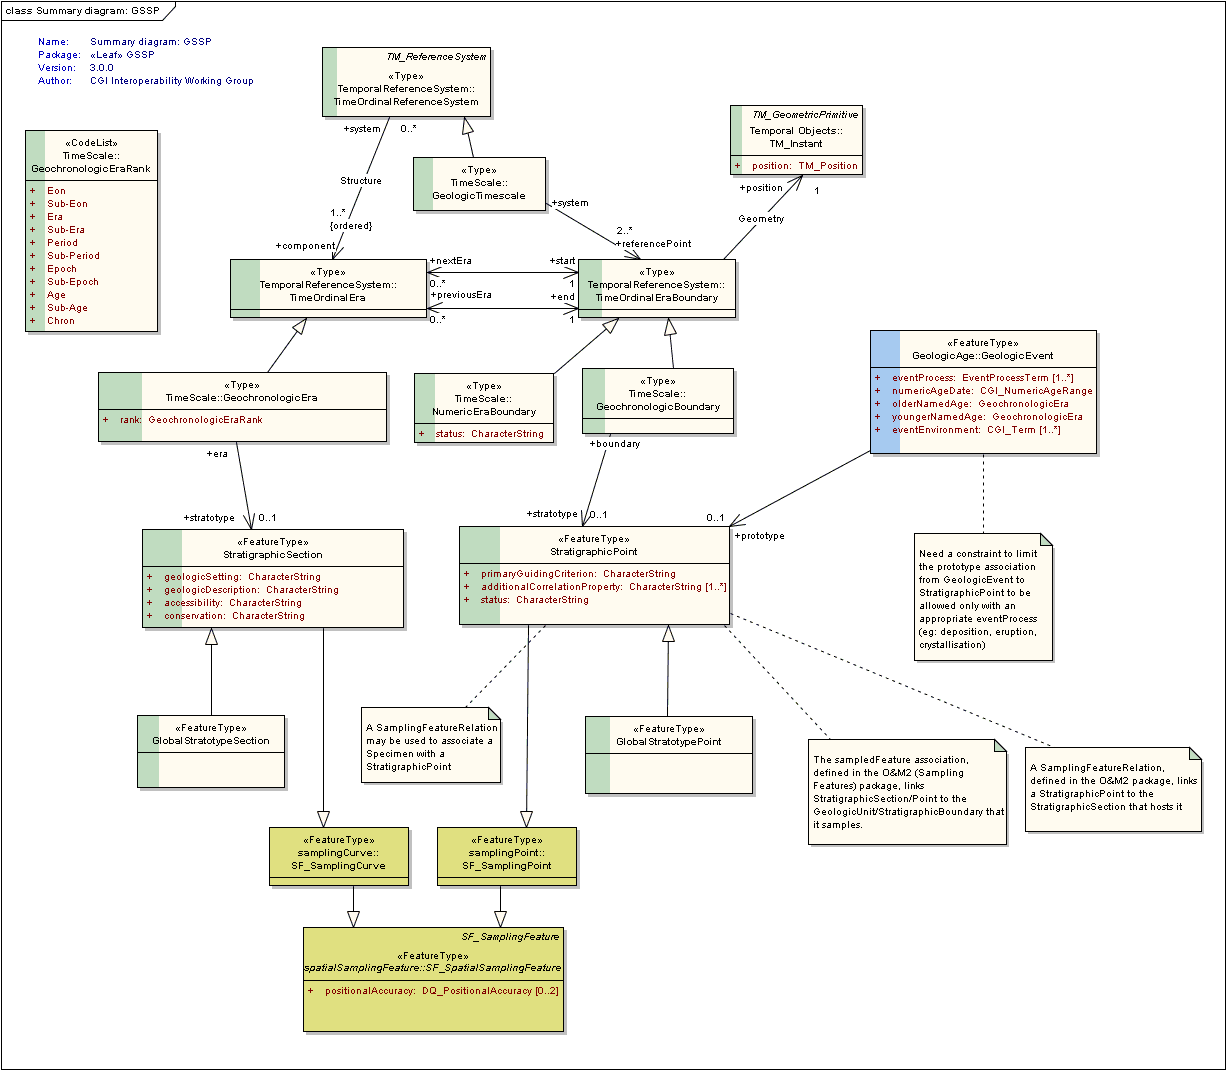 class Summary diagram: GSSP
Name: Summary diagram: GSSP
Package: «Leaf» GSSP
Version: 3.0.0
Author: CGI Interoperability Working Group
TM_ReferenceSystem
«Type»
TemporalReferenceSystem::
TimeOrdinalReferenceSystem
+system 0..*
Structure
1..*
{ordered}
+component
«CodeList»
TimeScale::
GeochronologicEraRank
+ Eon
+ Sub-Eon
+ Era
+ Sub-Era
+ Period
+ Sub-Period
+ Epoch
+ Sub-Epoch
+ Age
+ Sub-Age
+ Chron
«Type»
TimeScale::
GeologicTimescale
+system
2..*
+referencePoint
TM_GeometricPrimitive
Temporal Objects::
TM_Instant
+ position: TM_Position
+position
1
Geometry
«Type»
TemporalReferenceSystem::
TimeOrdinalEra
+nextEra
0..*
+start
1
+previousEra
0..*
+end
1
«Type»
TemporalReferenceSystem::
TimeOrdinalEraBoundary
«Type»
TimeScale::GeochronologicEra
+ rank: GeochronologicEraRank
+era
«Type»
TimeScale::
NumericEraBoundary
+ status: CharacterString
«Type»
TimeScale::
GeochronologicBoundary
+boundary
«FeatureType»
GeologicAge::GeologicEvent
+ eventProcess: EventProcessTerm [1..*]
+ numericAgeDate: CGI_NumericAgeRange
+ olderNamedAge: GeochronologicEra
+ youngerNamedAge: GeochronologicEra
+ eventEnvironment: CGI_Term [1..*]
+stratotype 0..1
+stratotype 0..1
0..1
+prototype
«FeatureType»
StratigraphicSection
+ geologicSetting: CharacterString
+ geologicDescription: CharacterString
+ accessibility: CharacterString
+ conservation: CharacterString
«FeatureType»
StratigraphicPoint
+ primaryGuidingCriterion: CharacterString
+ additionalCorrelationProperty: CharacterString [1..*]
+ status: CharacterString
Need a constraint to limit
the prototype association
from GeologicEvent to
StratigraphicPoint to be
allowed only with an
appropriate eventProcess
(eg: deposition, eruption,
crystallisation)
«FeatureType»
GlobalStratotypeSection
A SamplingFeatureRelation
may be used to associate a
Specimen with a
StratigraphicPoint
«FeatureType»
GlobalStratotypePoint
The sampledFeature association,
defined in the O&M2 (Sampling
Features) package, links
StratigraphicSection/Point to the
GeologicUnit/StratigraphicBoundary that
it samples.
A SamplingFeatureRelation,
defined in the O&M2 package, links
a StratigraphicPoint to the
StratigraphicSection that hosts it
«FeatureType»
samplingCurve::
SF_SamplingCurve
«FeatureType»
samplingPoint::
SF_SamplingPoint
SF_SamplingFeature
«FeatureType»
spatialSamplingFeature::SF_SpatialSamplingFeature
+ positionalAccuracy: DQ_PositionalAccuracy [0..2]